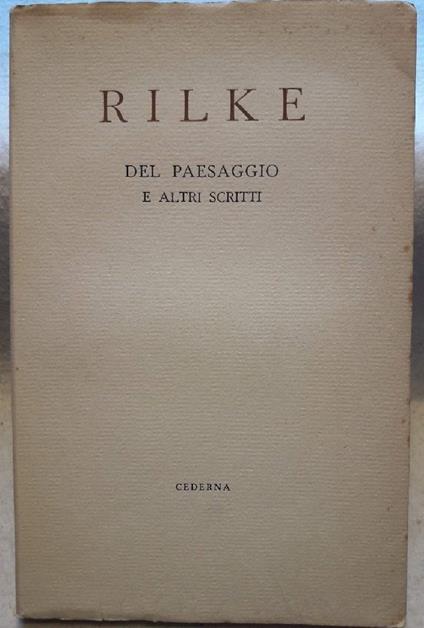 RILKE
DEL PAESAGGIO
E ALTRI SCRITTI
CEDERNA